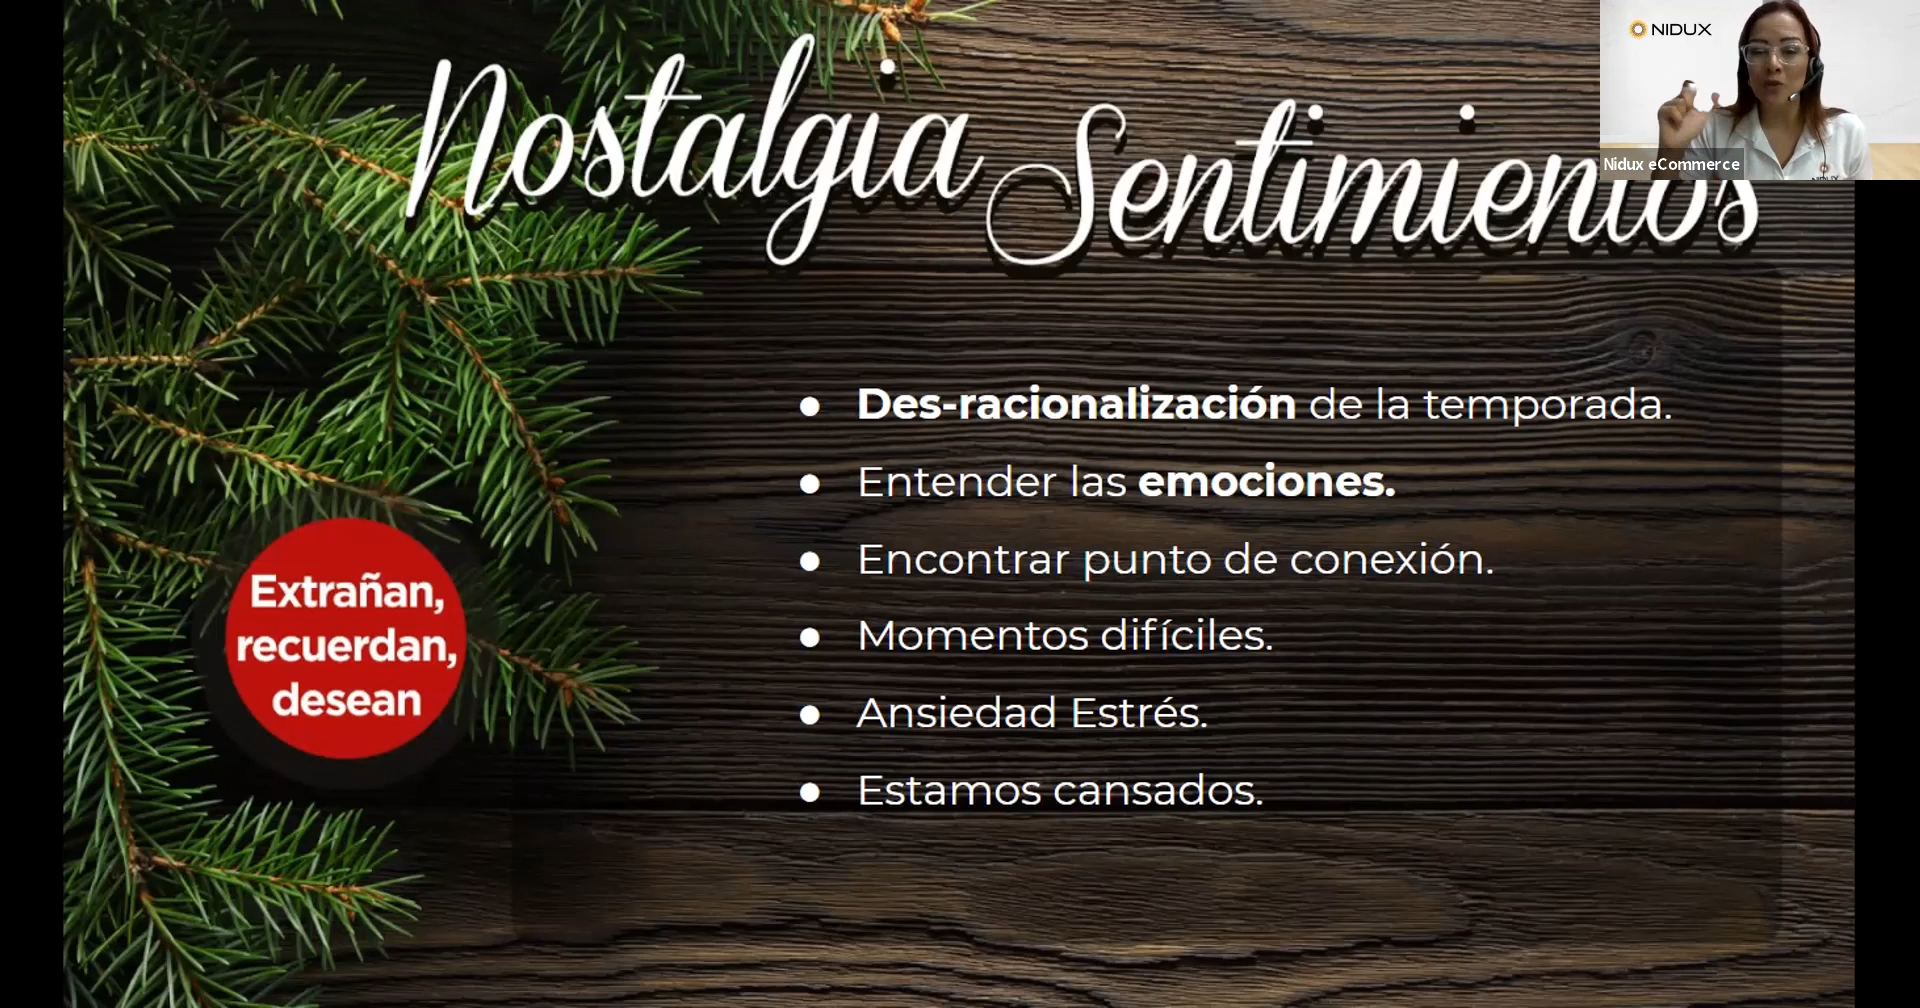 Nostalgia Sentimientos
NIDUX
Nidux eCommerce
Des-racionalización de la temporada.
Entender las emociones.
Encontrar punto de conexión.
Momentos difíciles.
Ansiedad Estrés.
Estamos cansados.
Extrañan,
recuerdan,
desean